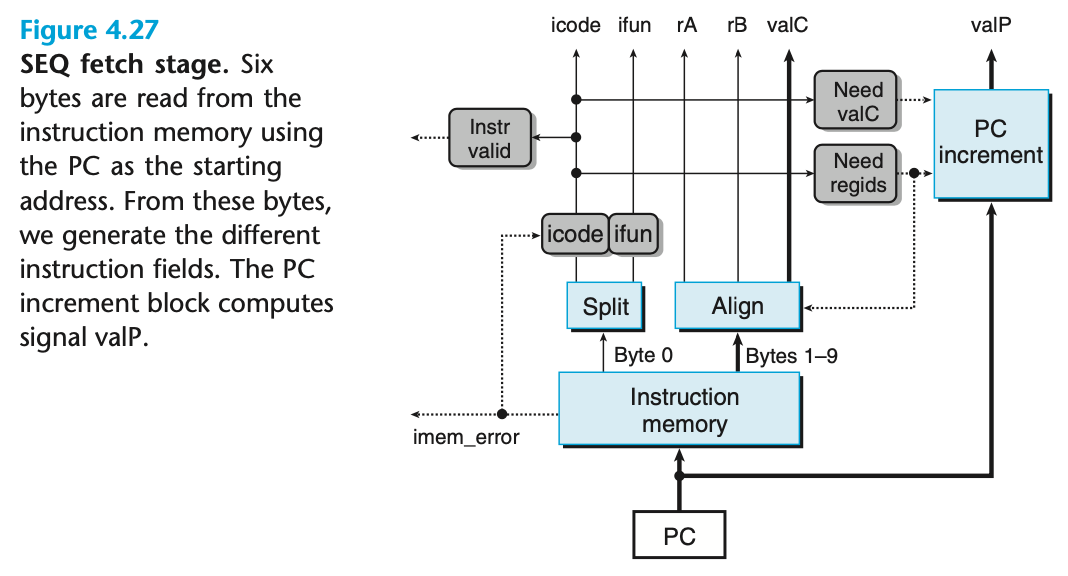 Figure 4.27
SEQ fetch stage. Six
bytes are read from the
instruction memory using
the PC as the starting
address. From these bytes,
we generate the different
instruction fields. The PC
increment block computes
signal valP.
icode ifun rA rB valC valP
Need
valC
PC
increment
Instr
valid
Need
regids
icode ifun
Split
Align
Byte 0
Bytes 1–9
Instruction
memory
imem_error
PC